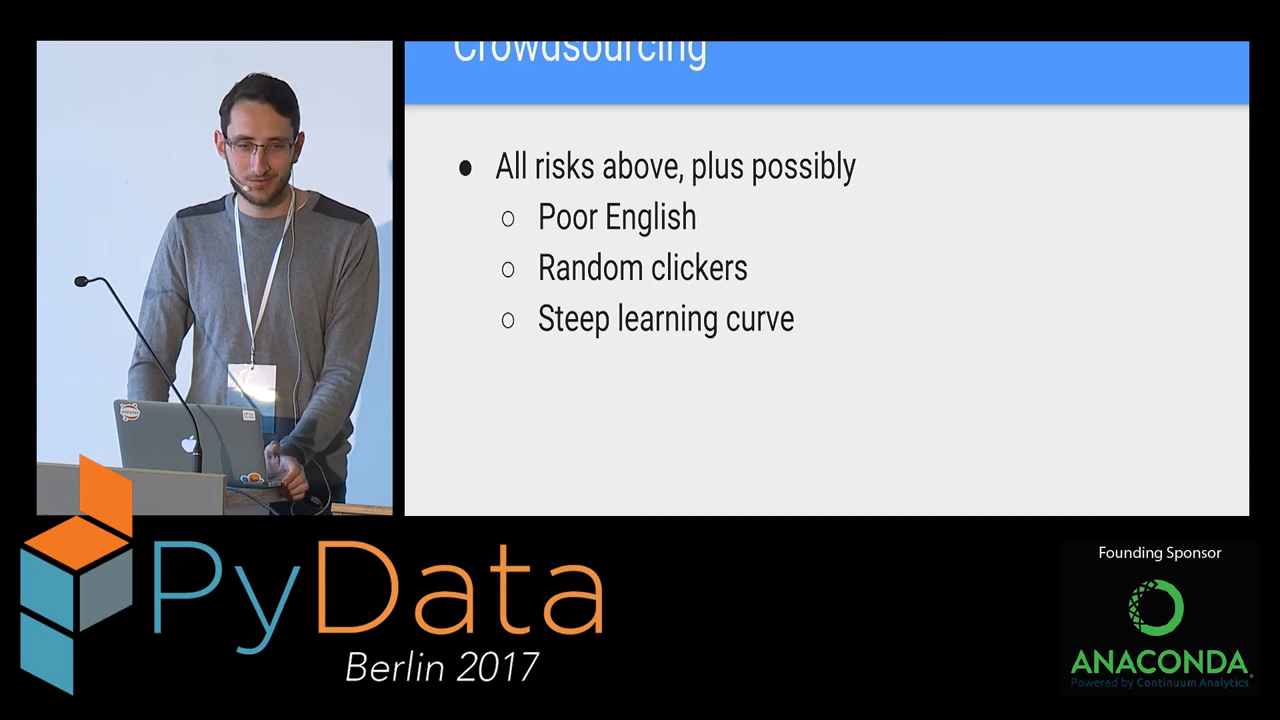 Crowdsourcing
● All risks above, plus possibly
○ Poor English
○ Random clickers
○ Steep learning curve
PyData
Berlin 2017
Founding Sponsor
ANACONDA
Powered by Continuum Analytics